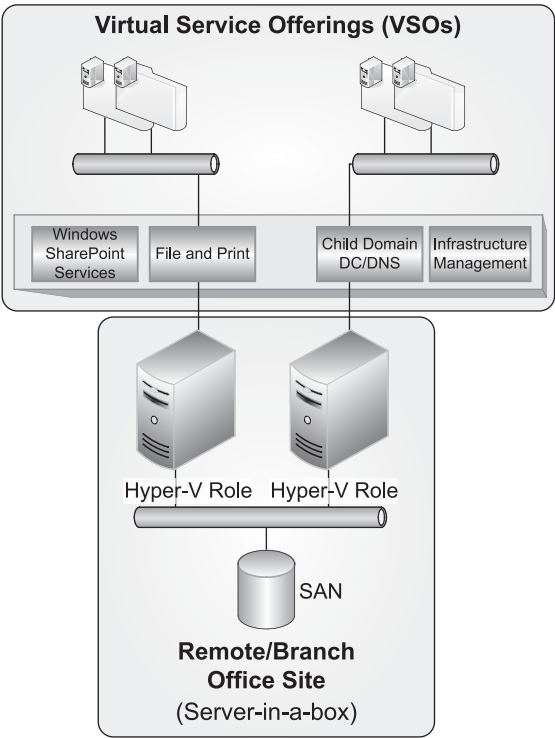 Virtual Service Offerings (VSOs)
Windows
SharePoint
Services
File and Print
Child Domain
DC/DNS
Infrastructure
Management
Hyper-V Role
Hyper-V Role
SAN
Remote/Branch
Office Site
(Server-in-a-box)